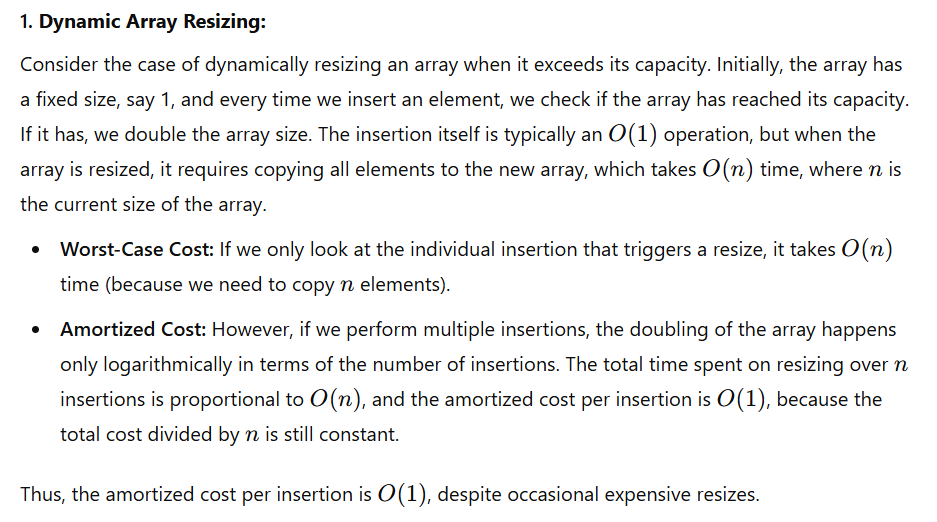 1. Dynamic Array Resizing:
Consider the case of dynamically resizing an array when it exceeds its capacity. Initially, the array has
a fixed size, say 1, and every time we insert an element, we check if the array has reached its capacity.
If it has, we double the array size. The insertion itself is typically an O(1) operation, but when the
array is resized, it requires copying all elements to the new array, which takes O(n) time, where n is
the current size of the array.
• Worst-Case Cost: If we only look at the individual insertion that triggers a resize, it takes O(n)
time (because we need to copy n elements).
• Amortized Cost: However, if we perform multiple insertions, the doubling of the array happens
only logarithmically in terms of the number of insertions. The total time spent on resizing over n
insertions is proportional to O(n), and the amortized cost per insertion is O(1), because the
total cost divided by n is still constant.
Thus, the amortized cost per insertion is O(1), despite occasional expensive resizes.